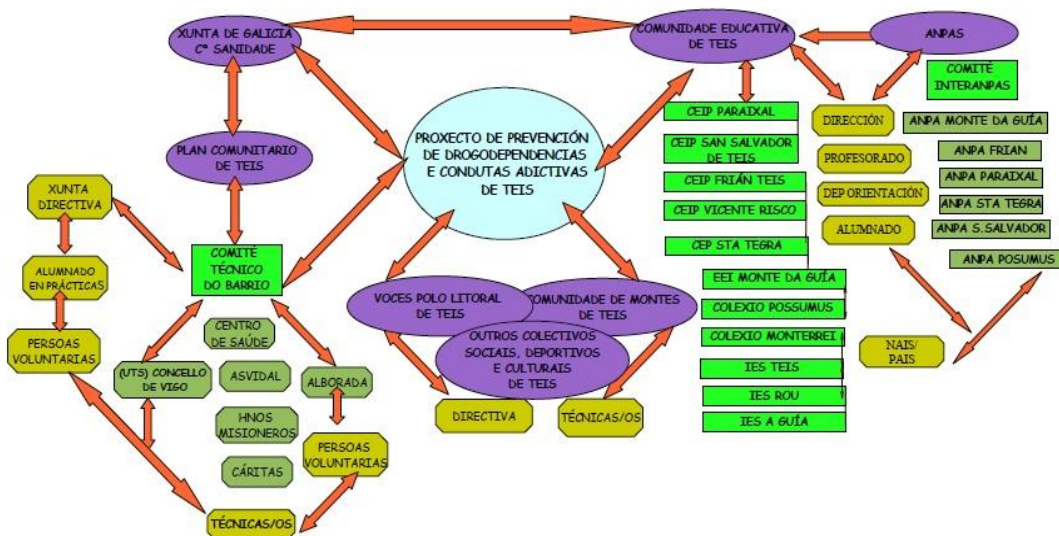 XUNTA DE GALICIA
Cª SANIDADE
COMUNIDADE EDUCATIVA
DE TEIS
ANPAS
COMITÉ
INTERANPAS
PLAN COMUNITARIO
DE TEIS
PROXECTO DE PREVENCIÓN
DE DROGODEPENDENCIAS
E CONDUTAS ADICTIVAS
DE TEIS
CEIP PARAIXAL
CEIP SAN SALVADOR
DE TEIS
CEIP FRIÁN TEIS
CEIP VICENTE RISCO
CEP STA TEGRA
EEI MONTE DA GUÍA
COLEXIO POSSUMUS
COLEXIO MONTERREI
IES TEIS
IES ROU
IES A GUÍA
DIRECCIÓN
PROFESORADO
DEP ORIENTACIÓN
ALUMNADO
NAIS/
PAIS
ANPA MONTE DA GUÍA
ANPA FRIAN
ANPA PARAIXAL
ANPA STA TEGRA
ANPA S.SALVADOR
ANPA POSUMUS
XUNTA
DIRECTIVA
ALUMNADO
EN PRÁCTICAS
PERSOAS
VOLUNTARIAS
COMITÉ
TÉCNICO
DO BARRIO
(UTS) CONCELLO
DE VIGO
CENTRO
DE SAÚDE
ASVIDAL
HNOS
MISIONEROS
CÁRITAS
ALBORADA
PERSOAS
VOLUNTARIAS
TÉCNICAS/OS
VOCES POLO LITORAL
DE TEIS
COMUNIDADE DE MONTES
DE TEIS
OUTROS COLECTIVOS
SOCIAIS, DEPORTIVOS
E CULTURAIS
DE TEIS
DIRECTIVA
TÉCNICAS/OS